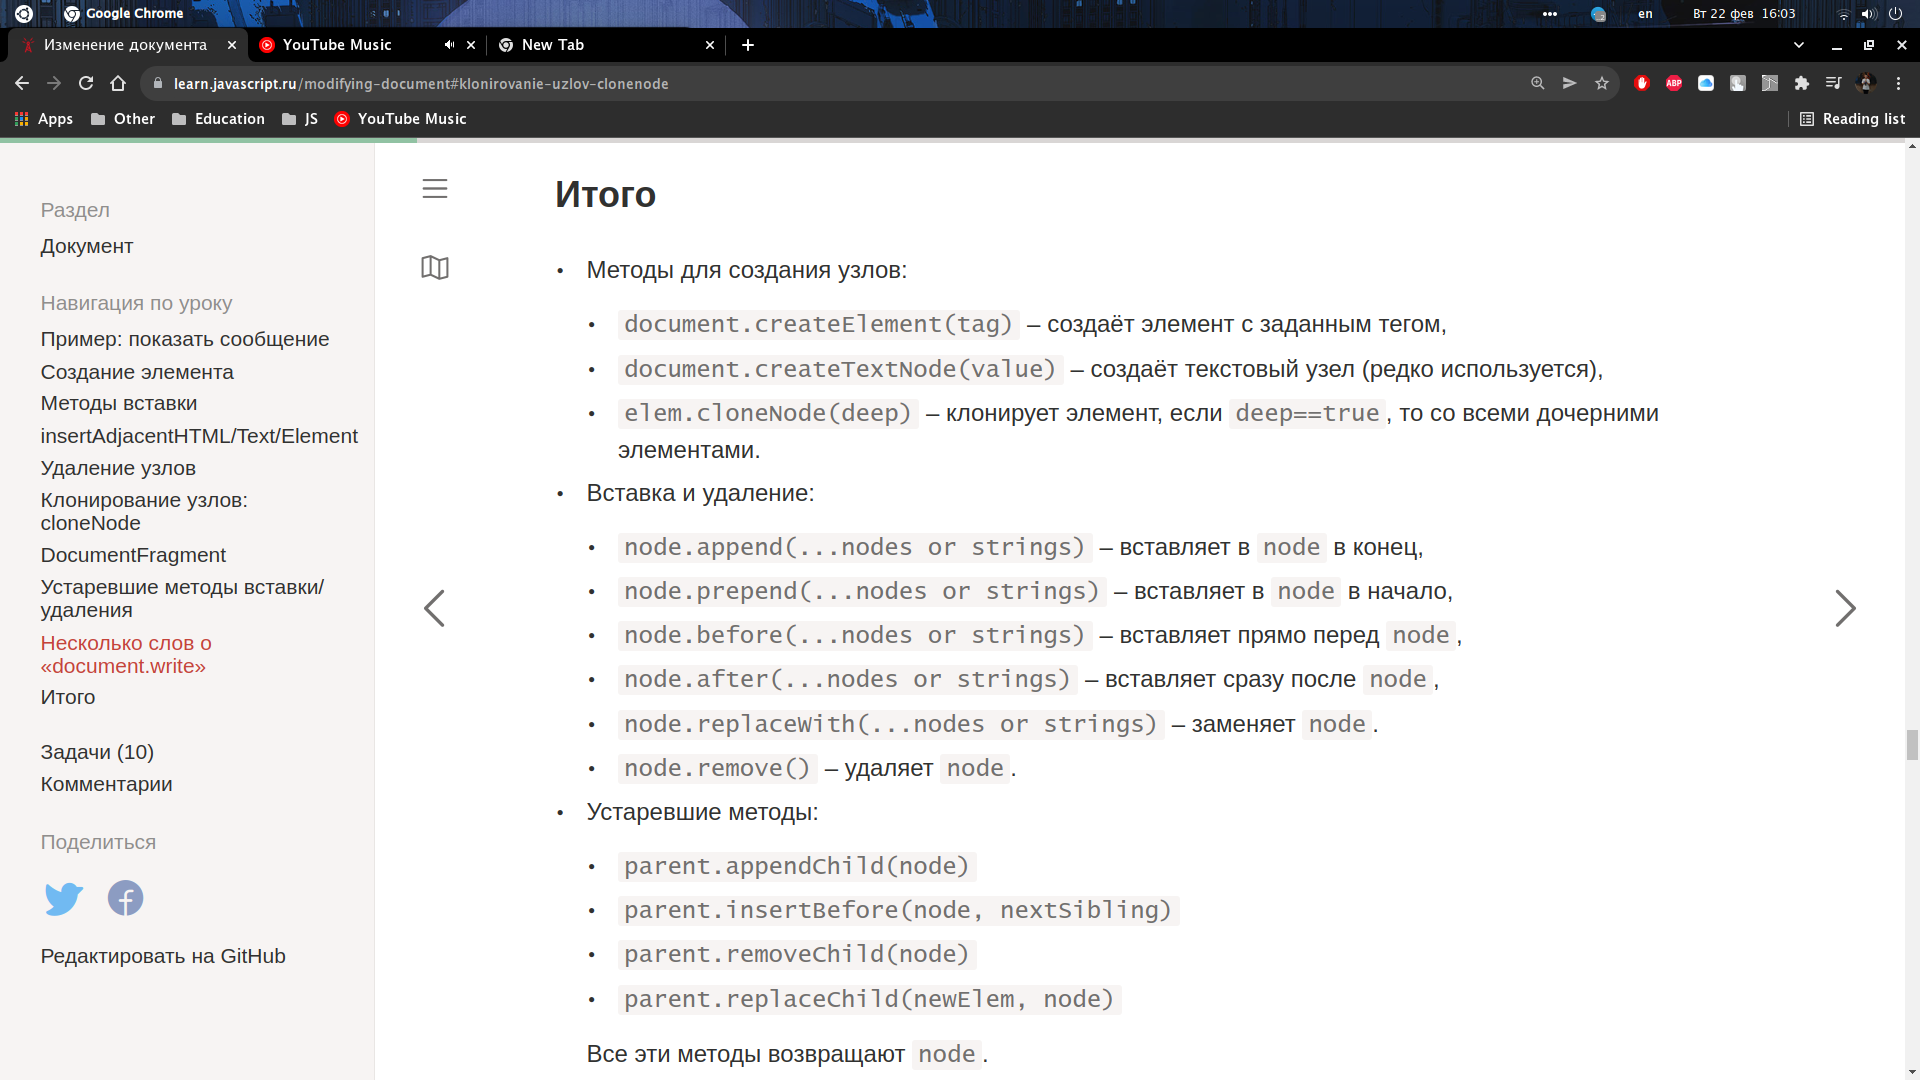 Google Chrome
en
Вт 22 фев 16:03
Изменение документа
YouTube Music
New Tab
learn.javascript.ru/modifying-document#klonirovanie-uzlov-clonenode
ABP
Apps
Other
Education
JS
YouTube Music
Reading list
Раздел
Документ
Навигация по уроку
Пример: показать сообщение
Создание элемента
Методы вставки
insertAdjacentHTML/Text/Element
Удаление узлов
Клонирование узлов:
cloneNode
DocumentFragment
Устаревшие методы вставки/
удаления
Несколько слов о
«document.write»
Итого
Задачи (10)
Комментарии
Поделиться
Редактировать на GitHub
Итого
• Методы для создания узлов:
• document.createElement(tag) – создаёт элемент с заданным тегом,
• document.createTextNode(value) – создаёт текстовый узел (редко используется),
• elem.cloneNode(deep) – клонирует элемент, если deep==true, то со всеми дочерними
элементами.
• Вставка и удаление:
• node.append(...nodes or strings) – вставляет в node в конец,
• node.prepend(...nodes or strings) – вставляет в node в начало,
• node.before(...nodes or strings) – вставляет прямо перед node,
• node.after(...nodes or strings) – вставляет сразу после node,
• node.replaceWith(...nodes or strings) – заменяет node.
• node.remove() – удаляет node.
• Устаревшие методы:
• parent.appendChild(node)
• parent.insertBefore(node, nextSibling)
• parent.removeChild(node)
• parent.replaceChild(newElem, node)
Все эти методы возвращают node.